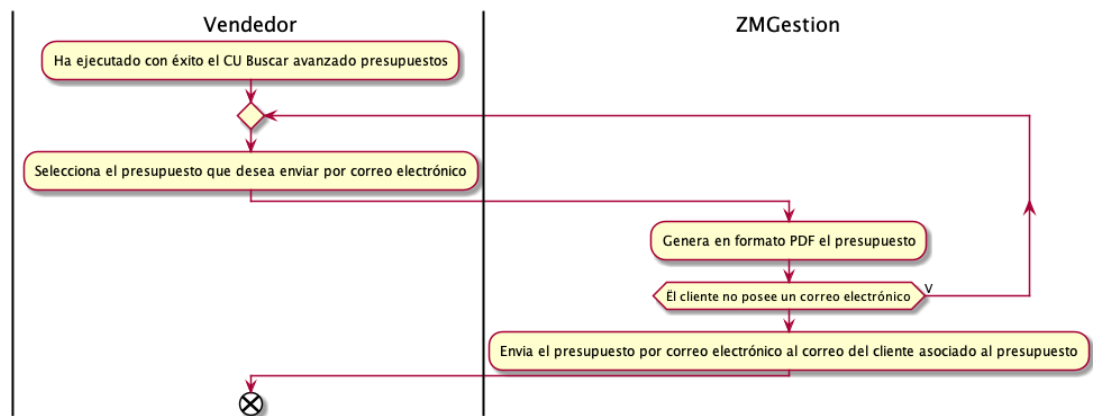 Vendedor
ZMGestion
Ha ejecutado con éxito el CU Buscar avanzado presupuestos
Selecciona el presupuesto que desea enviar por correo electrónico
Genera en formato PDF el presupuesto
Ël cliente no posee un correo electrónico
V
Envia el presupuesto por correo electrónico al correo del cliente asociado al presupuesto